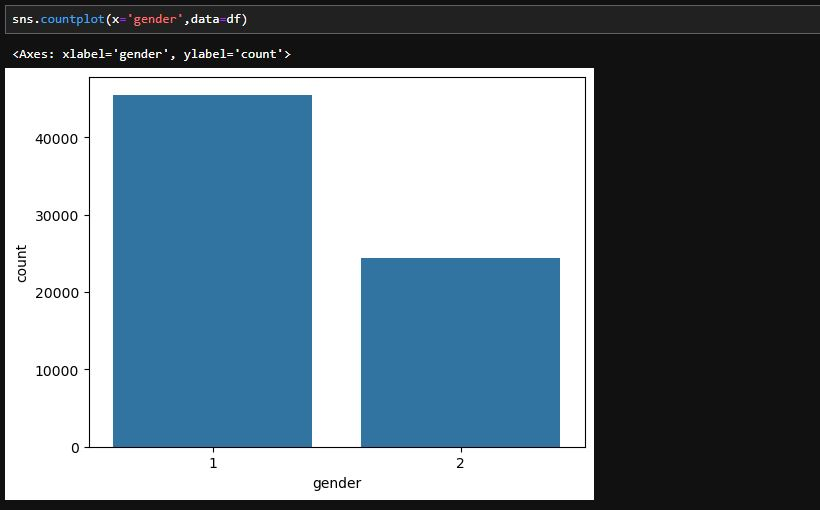 sns.countplot(x='gender',data=df)
<Axes: xlabel='gender', ylabel='count'>
40000
30000
20000
10000
0
count
1 2
gender